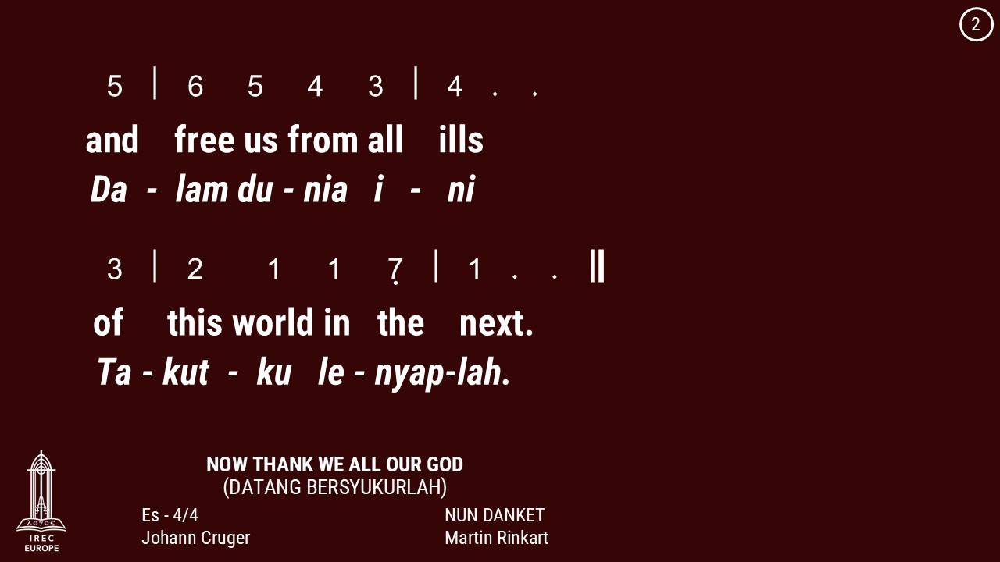 2
5 | 6 5 4 3 | 4 . .
and free us from all ills
Da - lam du - nia i - ni
3 | 2 1 1 7̣ | 1 . . ||
of this world in the next.
Ta - kut - ku le - nyap-lah.
NOW THANK WE ALL OUR GOD
(DATANG BERSYUKURLAH)
Es - 4/4 NUN DANKET
Johann Cruger Martin Rinkart
λογος
IREC
EUROPE